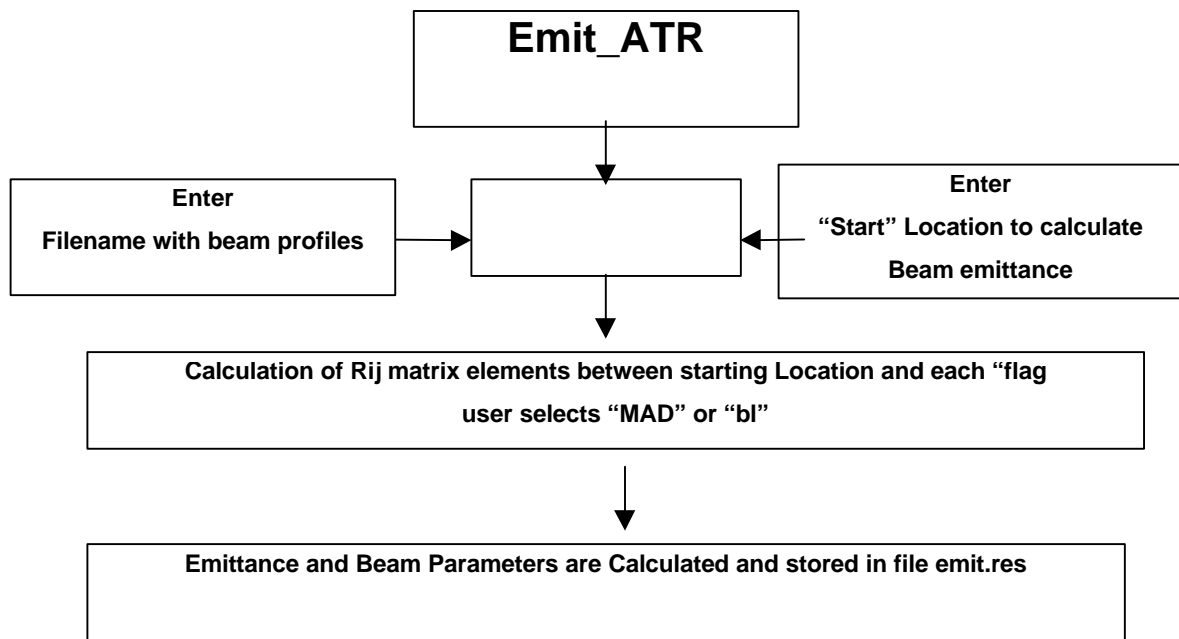 Emit_ATR
Enter
Filename with beam profiles
Enter
“Start” Location to calculate
Beam emittance
Calculation of Rij matrix elements between starting Location and each “flag
user selects “MAD” or “bl”
Emittance and Beam Parameters are Calculated and stored in file emit.res